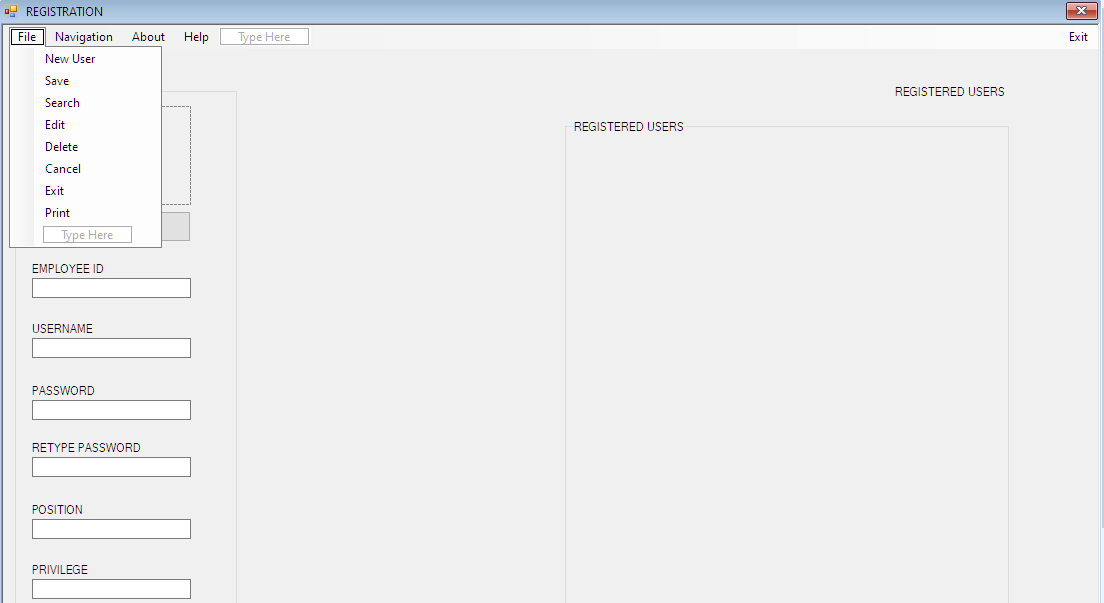 REGISTRATION
File Navigation About Help Type Here Exit
New User
Save
Search
Edit
Delete
Cancel
Exit
Print
Type Here
EMPLOYEE ID
USERNAME
PASSWORD
RETYPE PASSWORD
POSITION
PRIVILEGE
REGISTERED USERS
REGISTERED USERS